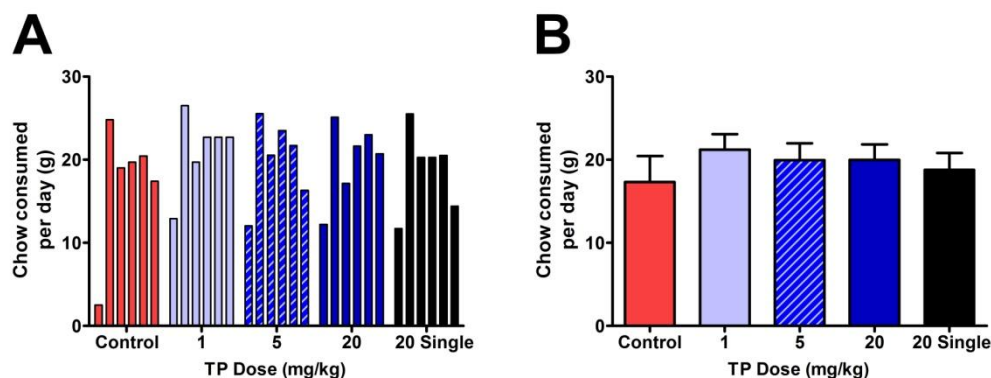 A
Chow consumed
per day (g)
30
20
10
0
Control 1 5 20 20 Single
TP Dose (mg/kg)
B
Chow consumed
per day (g)
30
20
10
0
Control 1 5 20 20 Single
TP Dose (mg/kg)